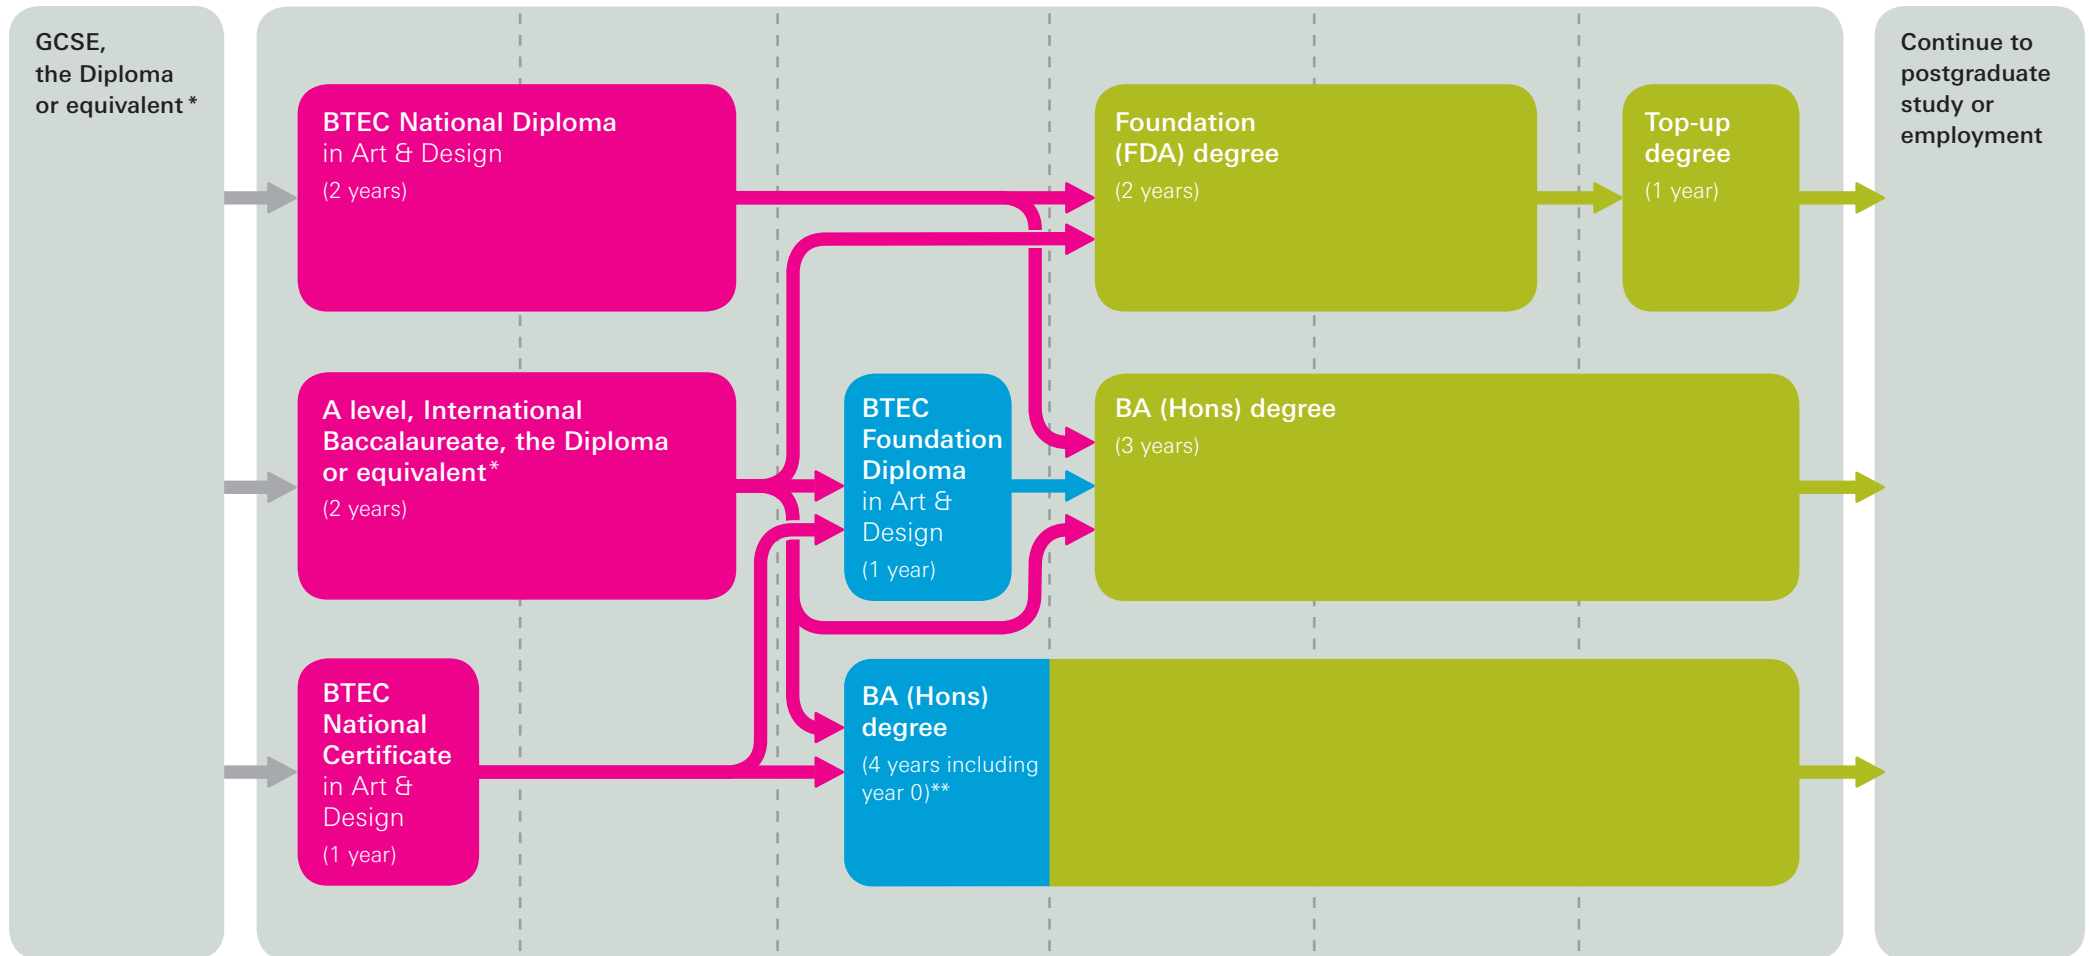 GCSE,
the Diploma
or equivalent *
BTEC National Diploma
in Art & Design
(2 years)
Foundation
(FDA) degree
(2 years)
Top-up
degree
(1 year)
Continue to
postgraduate
study or
employment
A level, International
Baccalaureate, the Diploma
or equivalent *
(2 years)
BTEC
Foundation
Diploma
in Art &
Design
(1 year)
BA (Hons) degree
(3 years)
BTEC
National
Certificate
in Art &
Design
(1 year)
BA (Hons)
degree
(4 years including
year 0)**